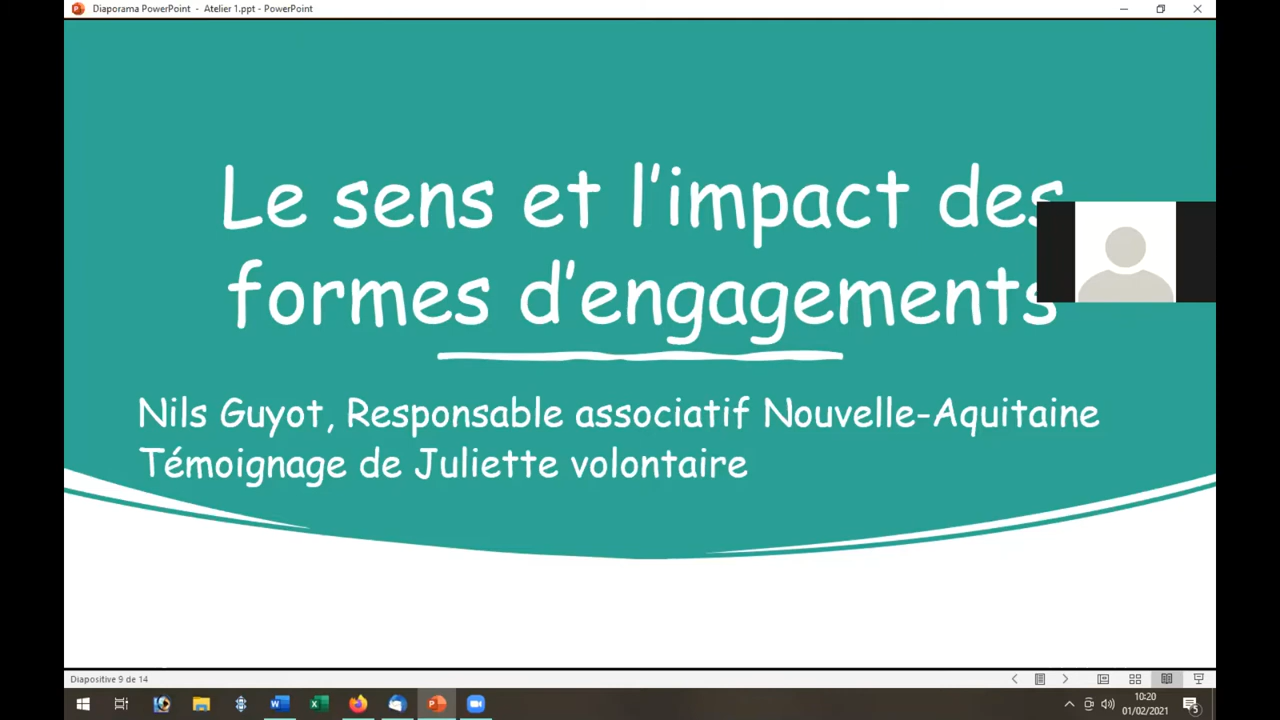 Diaporama PowerPoint - Atelier 1.ppt - PowerPoint
Le sens et l'impact des
formes d'engagements
Nils Guyot, Responsable associatif Nouvelle-Aquitaine
Témoignage de Juliette volontaire
Diapositive 9 de 14
10:20
01/02/2021
5